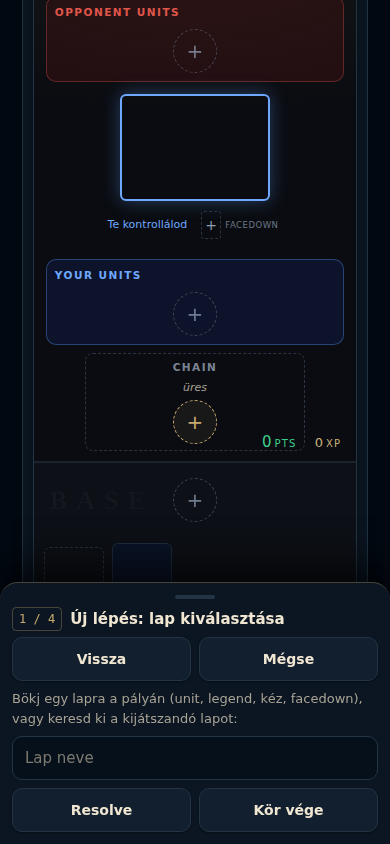 OPPONENT UNITS
+
Te kontrollálod
+ FACEDOWN
YOUR UNITS
+
CHAIN
üres
+
0 PTS 0 XP
BASE
+
1 / 4 Új lépés: lap kiválasztása
Vissza Mégse
Bökj egy lapra a pályán (unit, legend, kéz, facedown),
vagy keresd ki a kijátszandó lapot:
Lap neve
Resolve Kör vége